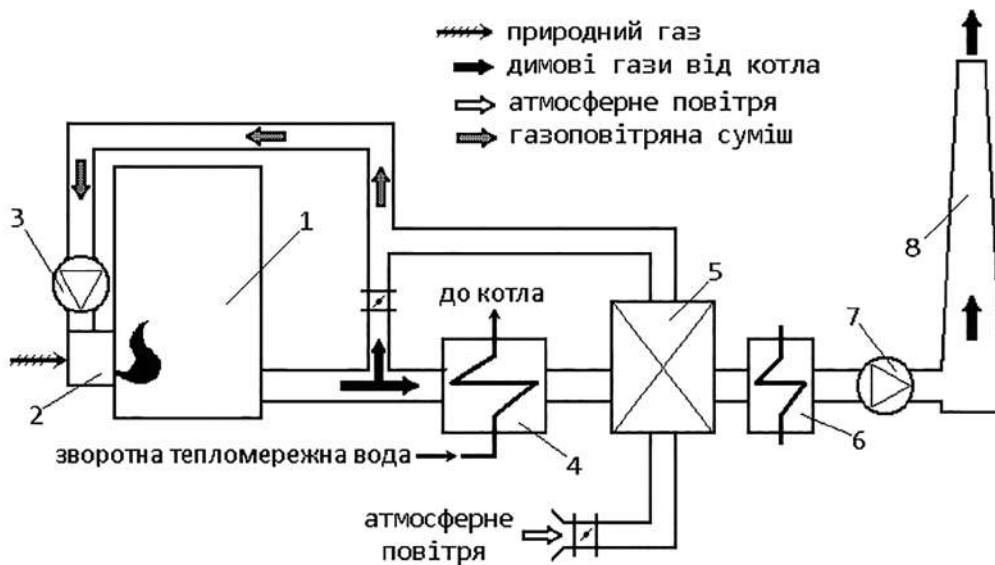 природний газ
димові гази від котла
атмосферне повітря
газоповітряна суміш
1
3
8
5
до котла
7
2
6
4
зворотна тепломережна вода
атмосферне
повітря